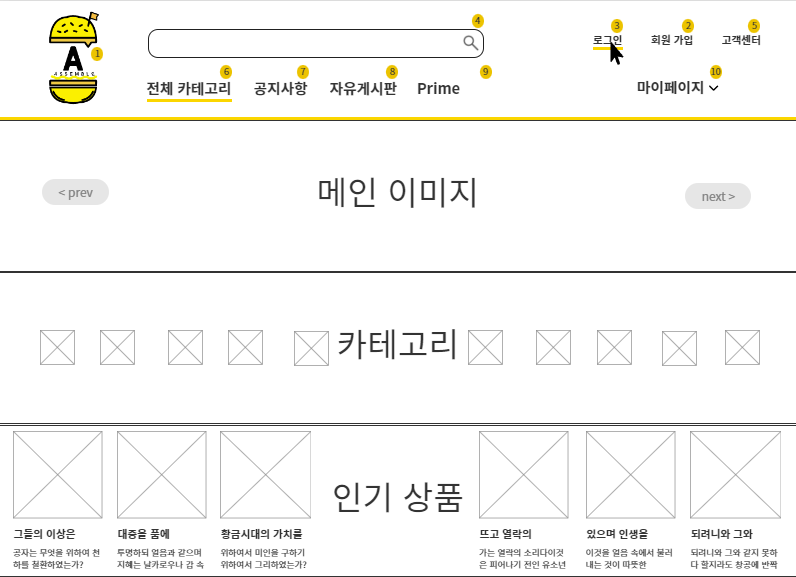 A
ASSEMBLE
1
4
3
로그인
2
회원 가입
5
고객센터
6
전체 카테고리
7
공지사항
8
자유게시판
9
Prime
10
마이페이지
< prev
메인 이미지
next >
카테고리
인기 상품
그들의 이상은
공자는 무엇을 위하여 천
하를 철환하였는가?
대중을 품에
투명하되 얼음과 같으며
지혜는 날카로우나 갑 속
황금시대의 가치를
위하여서 미인을 구하기
위하여서 그리하였는가?
뜨고 열락의
가는 열락의 소리다이것
은 피어나기 전인 유소년
있으며 인생을
이것을 얼음 속에서 불러
내는 것이 따뜻한
되려니와 그와
되려니와 그와 같지 못하
다 할지라도 창공에 반짝